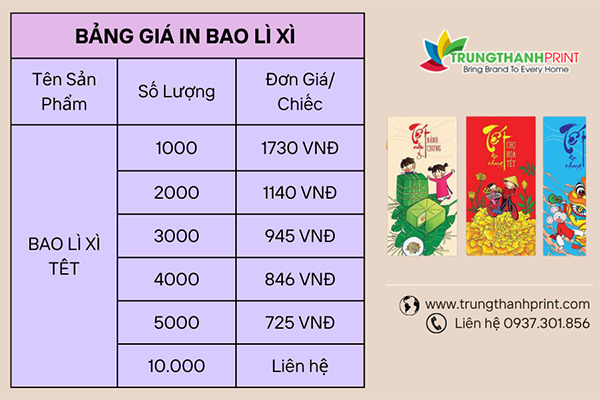 BẢNG GIÁ IN BAO LÌ XÌ
Tên Sản Phẩm
Số Lượng
Đơn Giá/ Chiếc
BAO LÌ XÌ TÊT
1000
1730 VNĐ
2000
1140 VNĐ
3000
945 VNĐ
4000
846 VNĐ
5000
725 VNĐ
10.000
Liên hệ
TRUNGTHANHPRINT
Bring Brand To Every Home
Tết
BÁNH
CHƯNG
Tết
CHỢ
HOA
TẾT
Tết
www.trungthanhprint.com
Liên hệ 0937.301.856